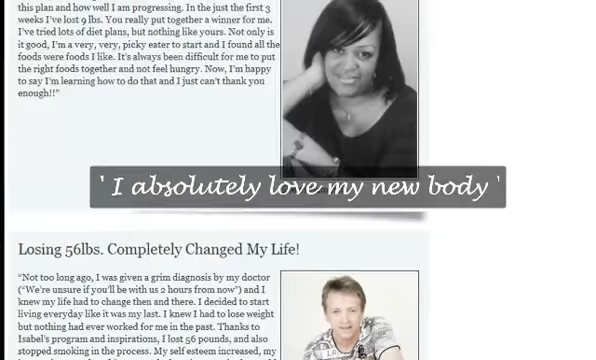 this plan and how well I am progressing. In the just the first 3
weeks I've lost 9 lbs. You really put together a winner for me.
I've tried lots of diet plans, but nothing like yours. Not only is
it good, I'm a very, very, picky eater to start and I found all the
foods were foods I like. It's always been difficult for me to put
the right foods together and not feel hungry. Now, I'm happy
to say I'm learning how to do that and I just can't thank you
enough!!"
' I absolutely love my new body '
Losing 56lbs. Completely Changed My Life!
"Not too long ago, I was given a grim diagnosis by my doctor
("We're unsure if you'll be with us 2 hours from now") and I
knew my life had to change then and there. I decided to start
living everyday like it was my last. I knew I had to lose weight
but nothing had ever worked for me in the past. Thanks to
Isabel's program and inspirations, I lost 56 pounds, and also
stopped smoking in the process. My self esteem increased, my